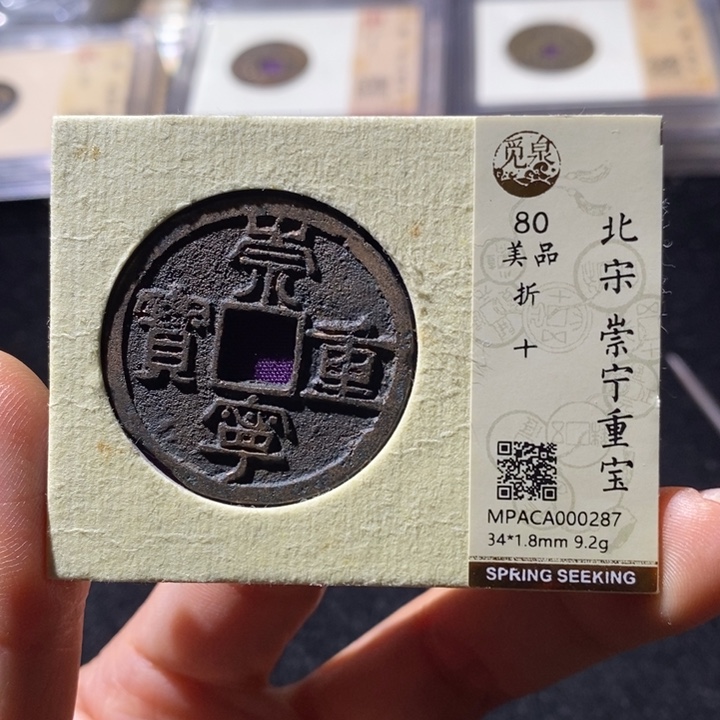 崇
重
寧
寶
觅泉
80
美品
折十
北宋 崇宁重宝
MPACA000287
34*1.8mm 9.2g
SPRING SEEKING